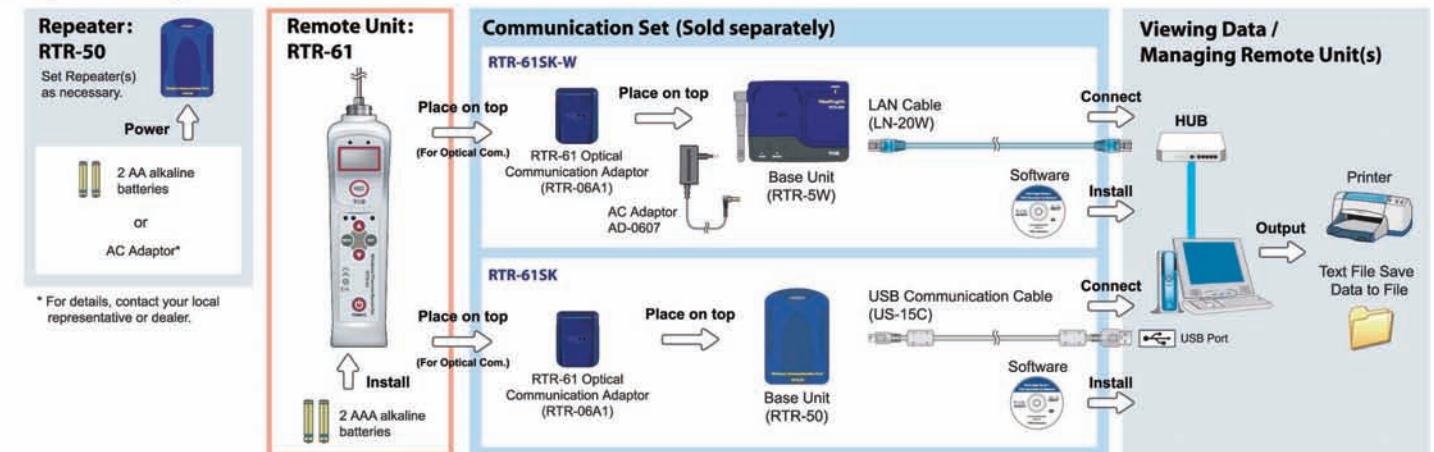 Repeater:
RTR-50
Set Repeater(s)
as necessary.
Power
2 AA alkaline
batteries
or
AC Adaptor*
* For details, contact your local
representative or dealer.
Remote Unit:
RTR-61
REC
Install
2 AAA alkaline
batteries
Communication Set (Sold separately)
RTR-61SK-W
Place on top
(For Optical Com.)
RTR-61 Optical
Communication Adaptor
(RTR-06A1)
Place on top
AC Adaptor
AD-0607
Base Unit
(RTR-5W)
LAN Cable
(LN-20W)
Software
Connect
Install
RTR-61SK
Place on top
(For Optical Com.)
RTR-61 Optical
Communication Adaptor
(RTR-06A1)
Place on top
Base Unit
(RTR-50)
USB Communication Cable
(US-15C)
Software
Connect
Install
Viewing Data /
Managing Remote Unit(s)
HUB
USB Port
Output
Printer
Text File Save
Data to File